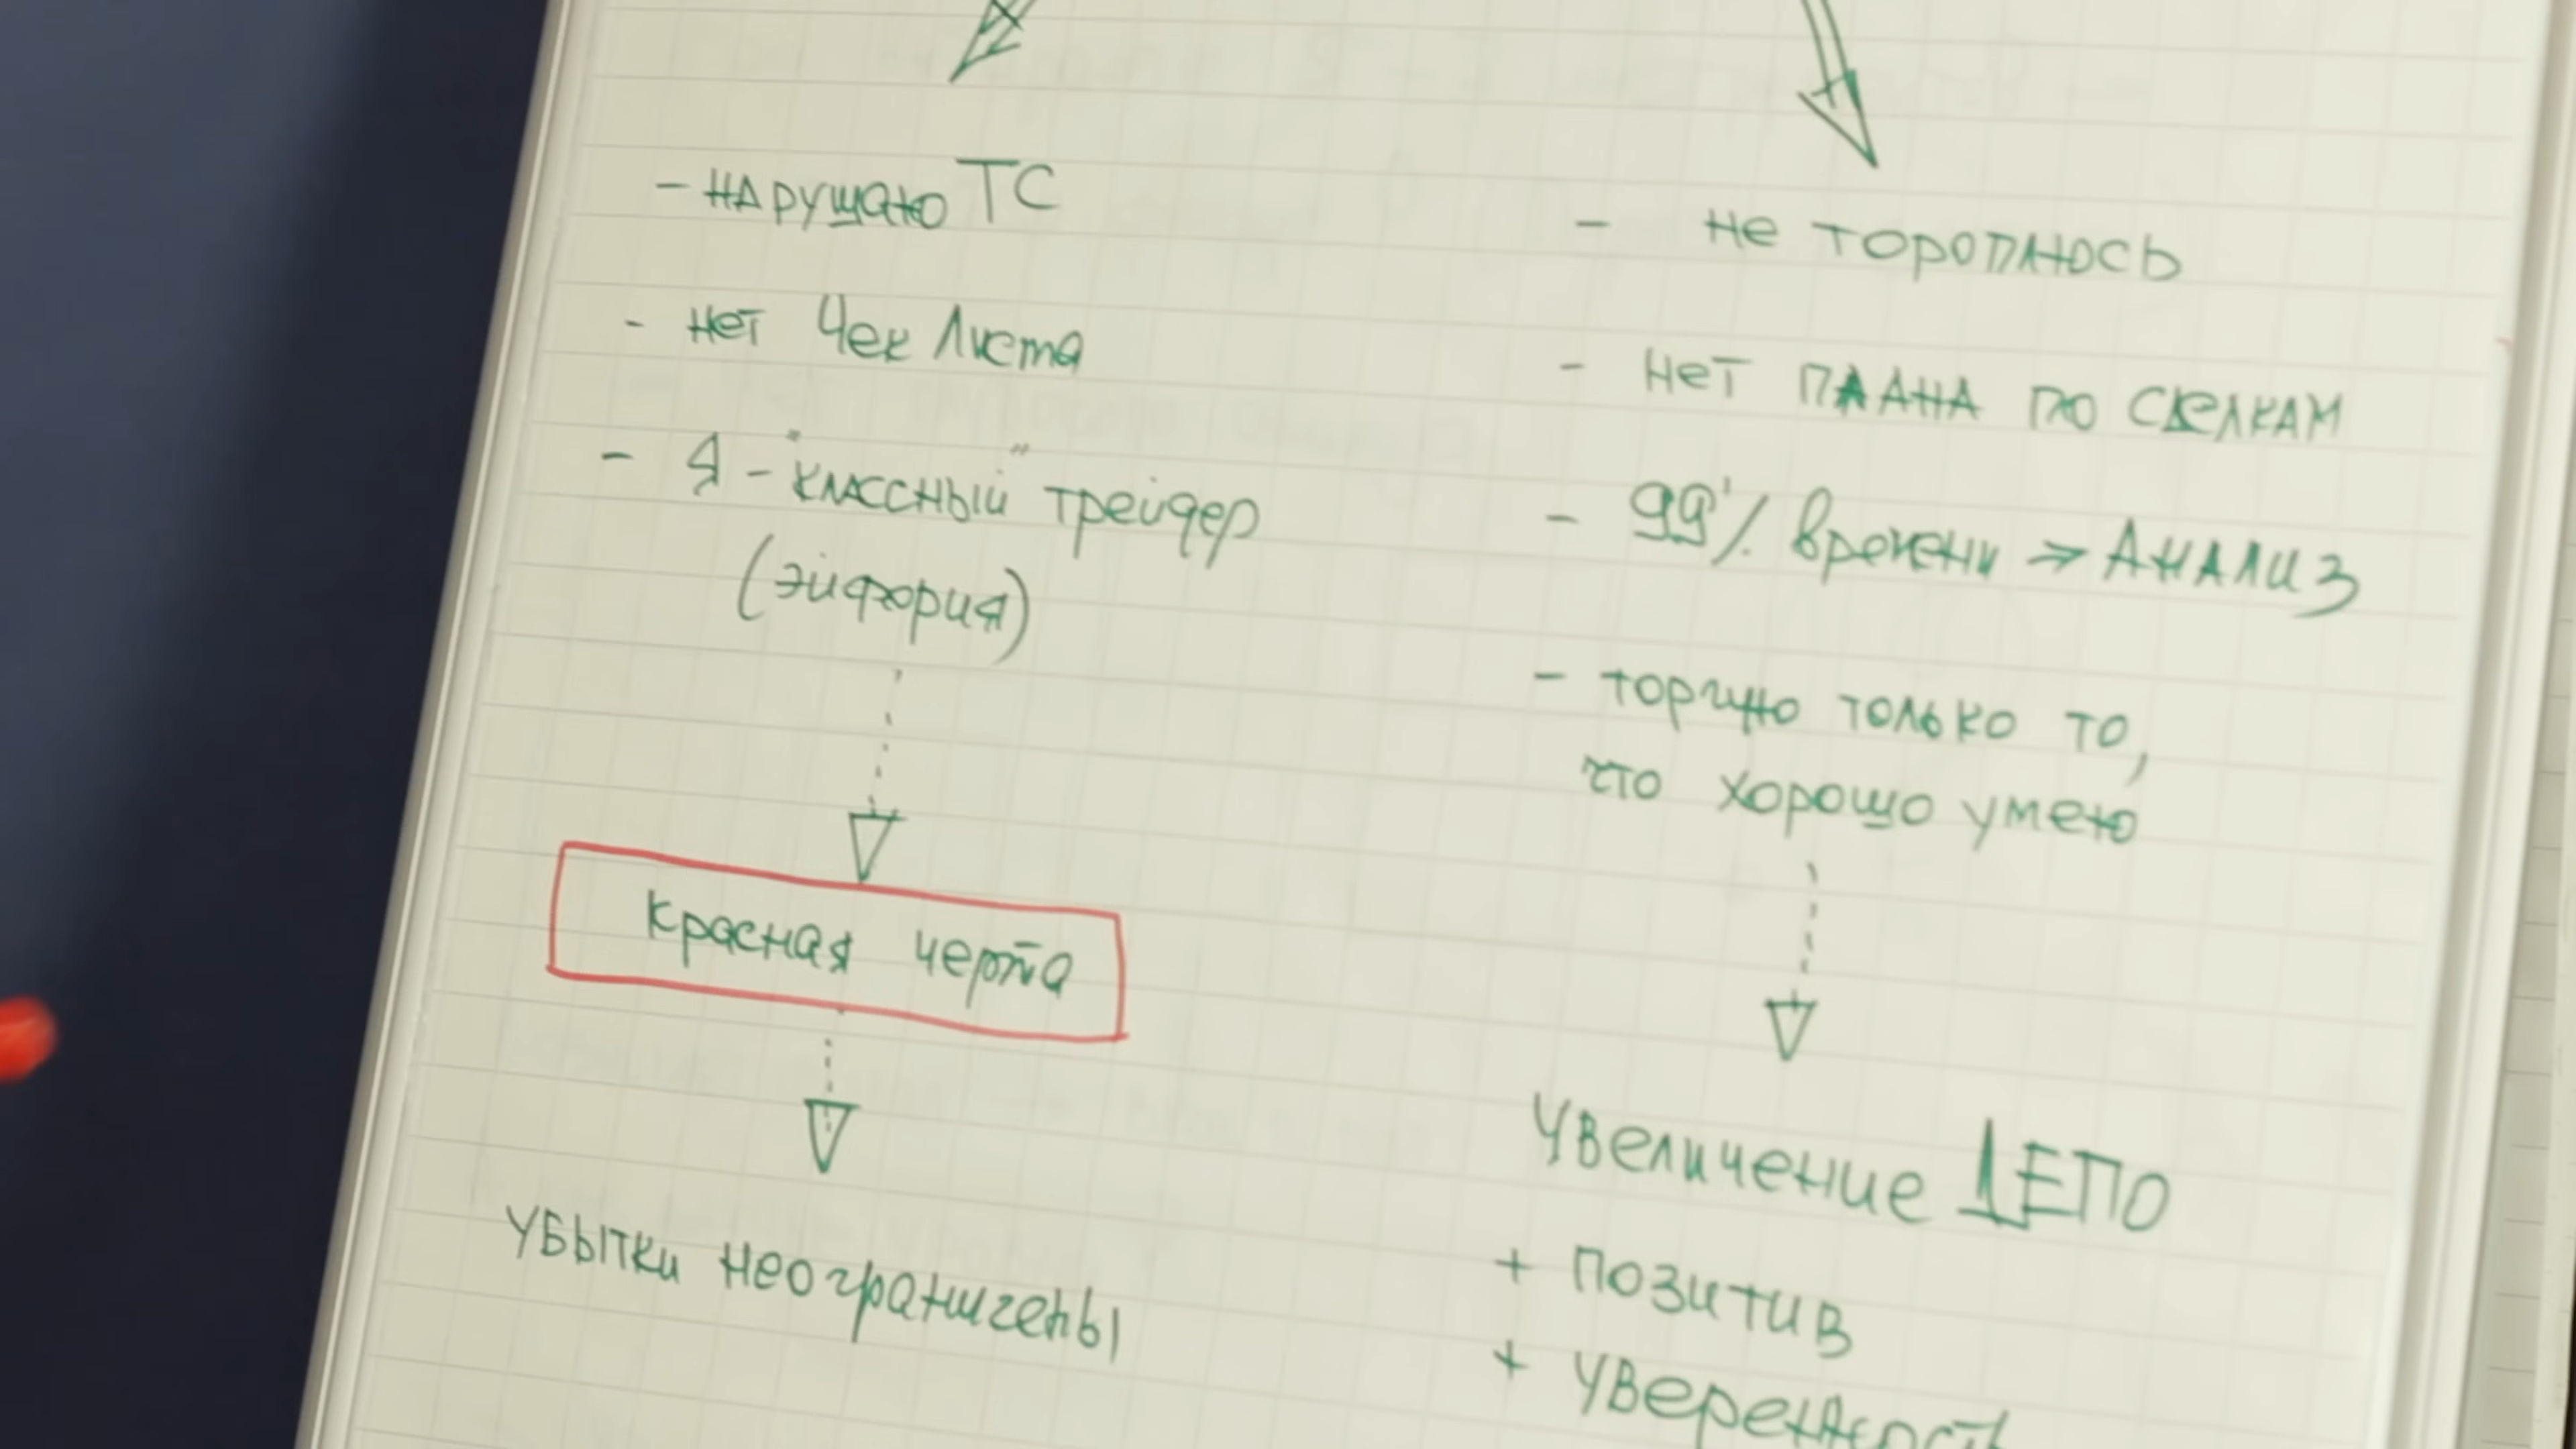 - нарушаю ТС
- нет Чек Листа
- Я - "классный" трейдер
(эйфория)
Красная черта
убытки неограничены
- не тороплюсь
- нет плана по сделкам
- 99% времени → АНАЛИЗ
- торгую только то,
что хорошо умею
Увеличение ДЕПО
+ позитив
+ уверенность